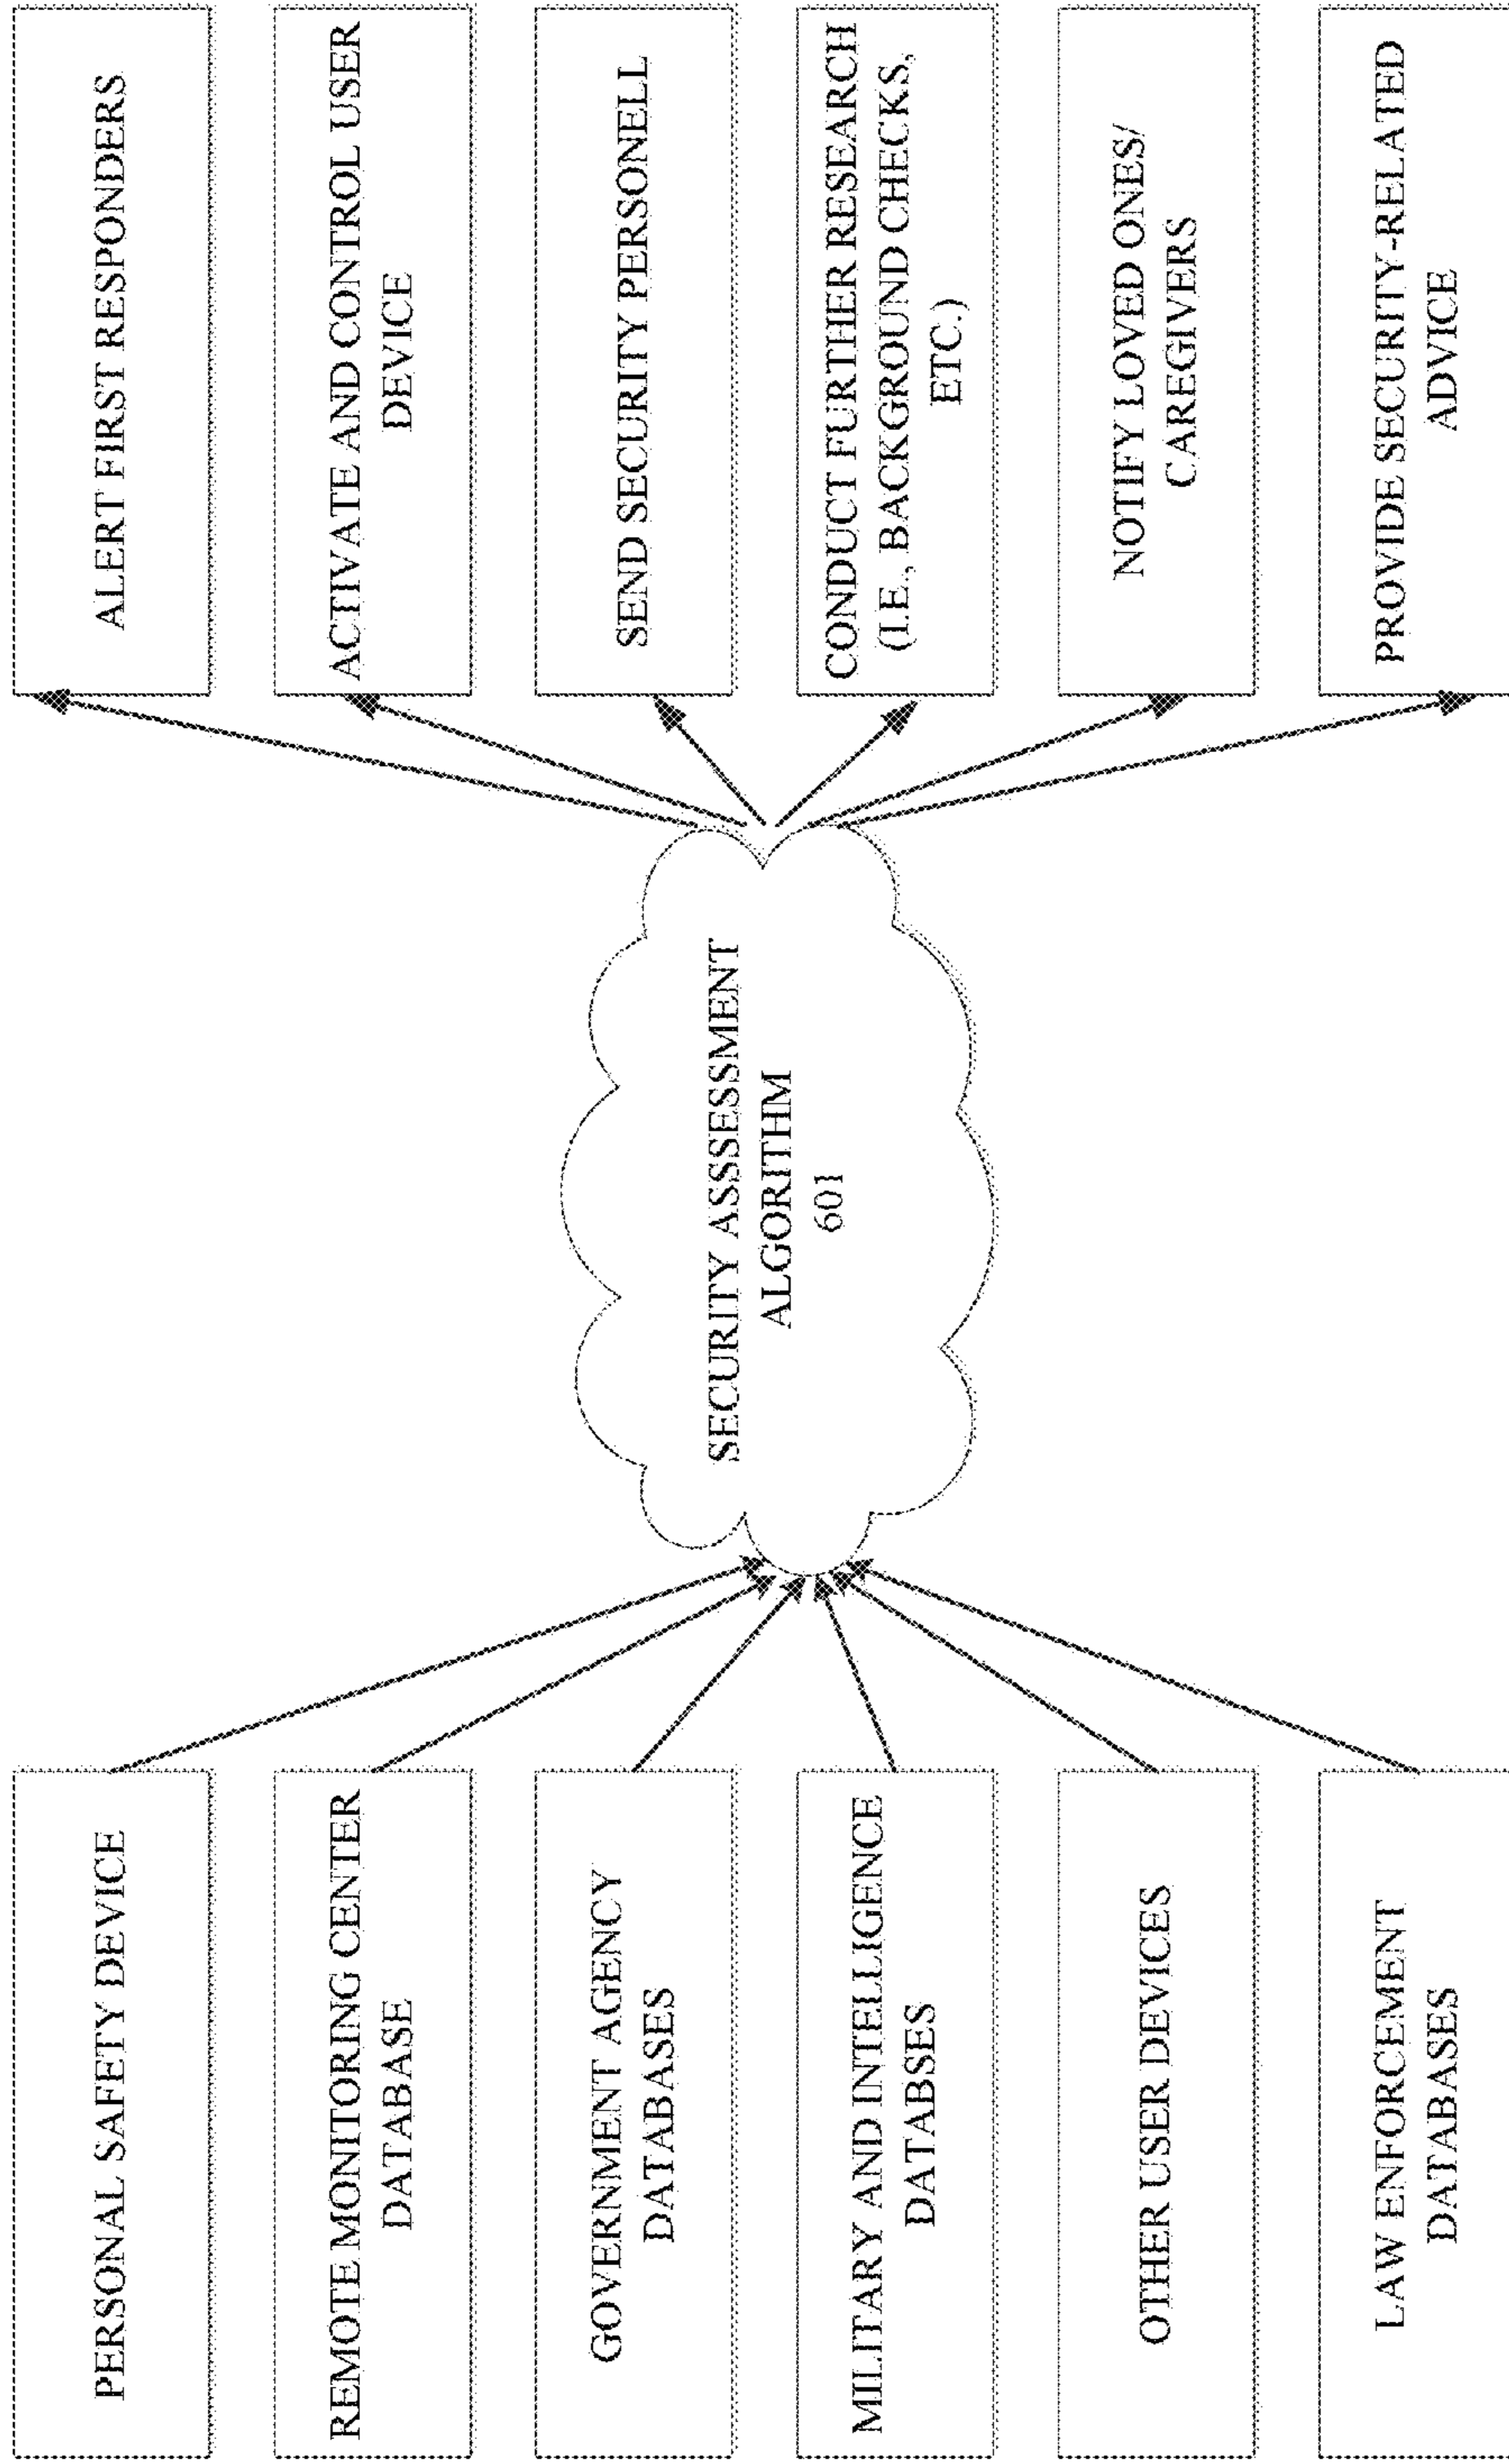 PERSONAL SAFETY DEVICE
REMOTE MONITORING CENTER
DATABASE
GOVERNMENT AGENCY
DATABASES
MILITARY AND INTELLIGENCE
DATABSES
OTHER USER DEVICES
LAW ENFORCEMENT
DATABASES
SECURITY ASSSESSMENT
ALGORITHM
601
ALERT FIRST RESPONDERS
ACTIVATE AND CONTROL USER
DEVICE
SEND SECURITY PERSONELL
CONDUCT FURTHER RESEARCH
(I.E., BACKGROUND CHECKS,
ETC.)
NOTIFY LOVED ONES/
CAREGIVERS
PROVIDE SECURITY-RELATED
ADVICE